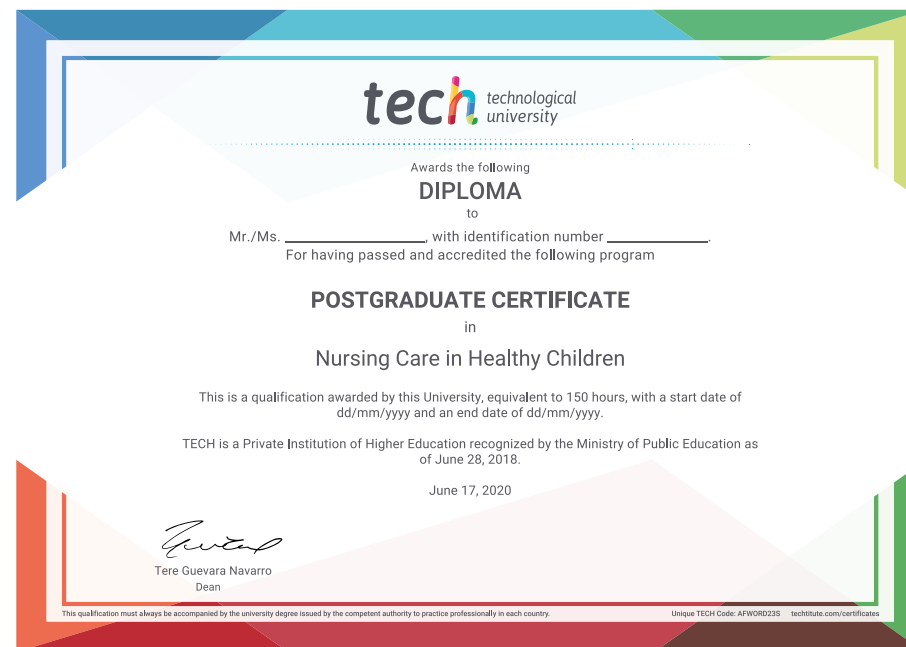 tech technological
university
Awards the following
DIPLOMA
to
Mr./Ms. ____________________, with identification number ______________.
For having passed and accredited the following program
POSTGRADUATE CERTIFICATE
in
Nursing Care in Healthy Children
This is a qualification awarded by this University, equivalent to 150 hours, with a start date of
dd/mm/yyyy and an end date of dd/mm/yyyy.
TECH is a Private Institution of Higher Education recognized by the Ministry of Public Education as
of June 28, 2018.
June 17, 2020
Tere Guevara Navarro
Dean
This qualification must always be accompanied by the university degree issued by the competent authority to practice professionally in each country.
Unique TECH Code: AFWORD23S techtitute.com/certificates